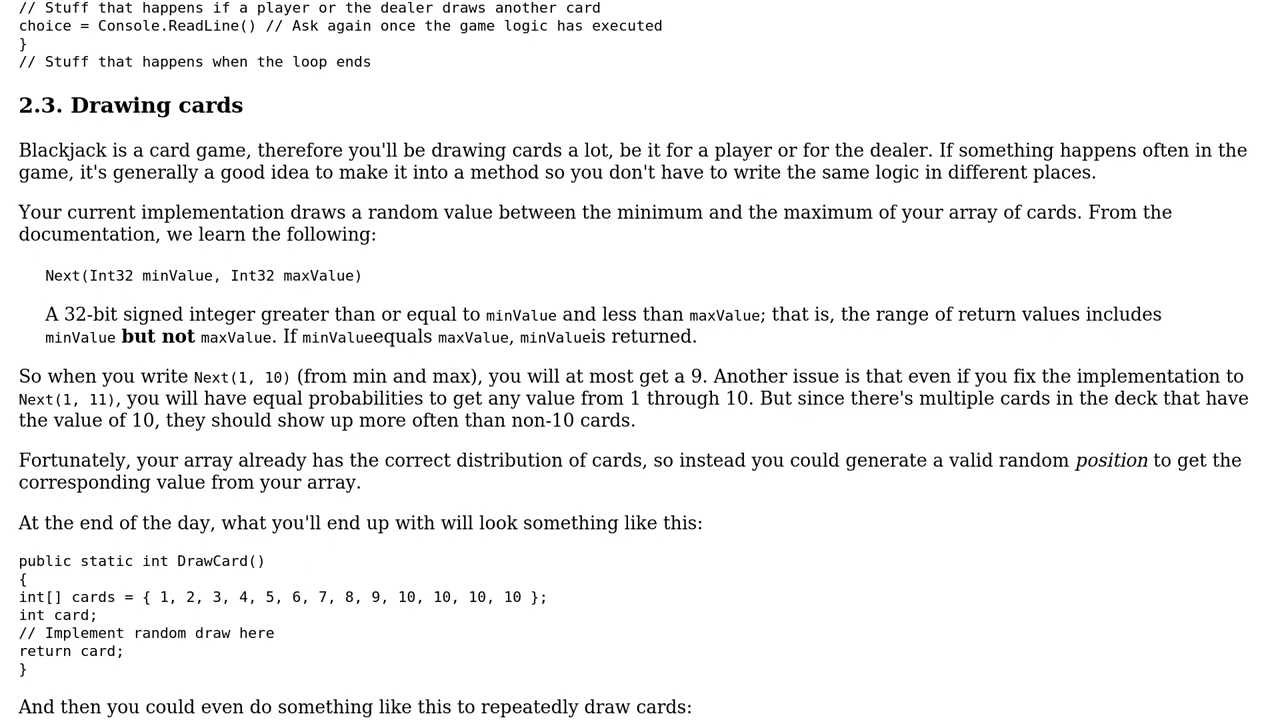 // Stuff that happens if a player or the dealer draws another card
choice = Console.ReadLine() // Ask again once the game logic has executed
}
// Stuff that happens when the loop ends
2.3. Drawing cards
Blackjack is a card game, therefore you'll be drawing cards a lot, be it for a player or for the dealer. If something happens often in the
game, it's generally a good idea to make it into a method so you don't have to write the same logic in different places.
Your current implementation draws a random value between the minimum and the maximum of your array of cards. From the
documentation, we learn the following:
Next(Int32 minValue, Int32 maxValue)
A 32-bit signed integer greater than or equal to minValue and less than maxValue; that is, the range of return values includes
minValue but not maxValue. If minValueequals maxValue, minValueis returned.
So when you write Next(1, 10) (from min and max), you will at most get a 9. Another issue is that even if you fix the implementation to
Next(1, 11), you will have equal probabilities to get any value from 1 through 10. But since there's multiple cards in the deck that have
the value of 10, they should show up more often than non-10 cards.
Fortunately, your array already has the correct distribution of cards, so instead you could generate a valid random position to get the
corresponding value from your array.
At the end of the day, what you'll end up with will look something like this:
public static int DrawCard()
{
int[] cards = { 1, 2, 3, 4, 5, 6, 7, 8, 9, 10, 10, 10, 10 };
int card;
// Implement random draw here
return card;
}
And then you could even do something like this to repeatedly draw cards: